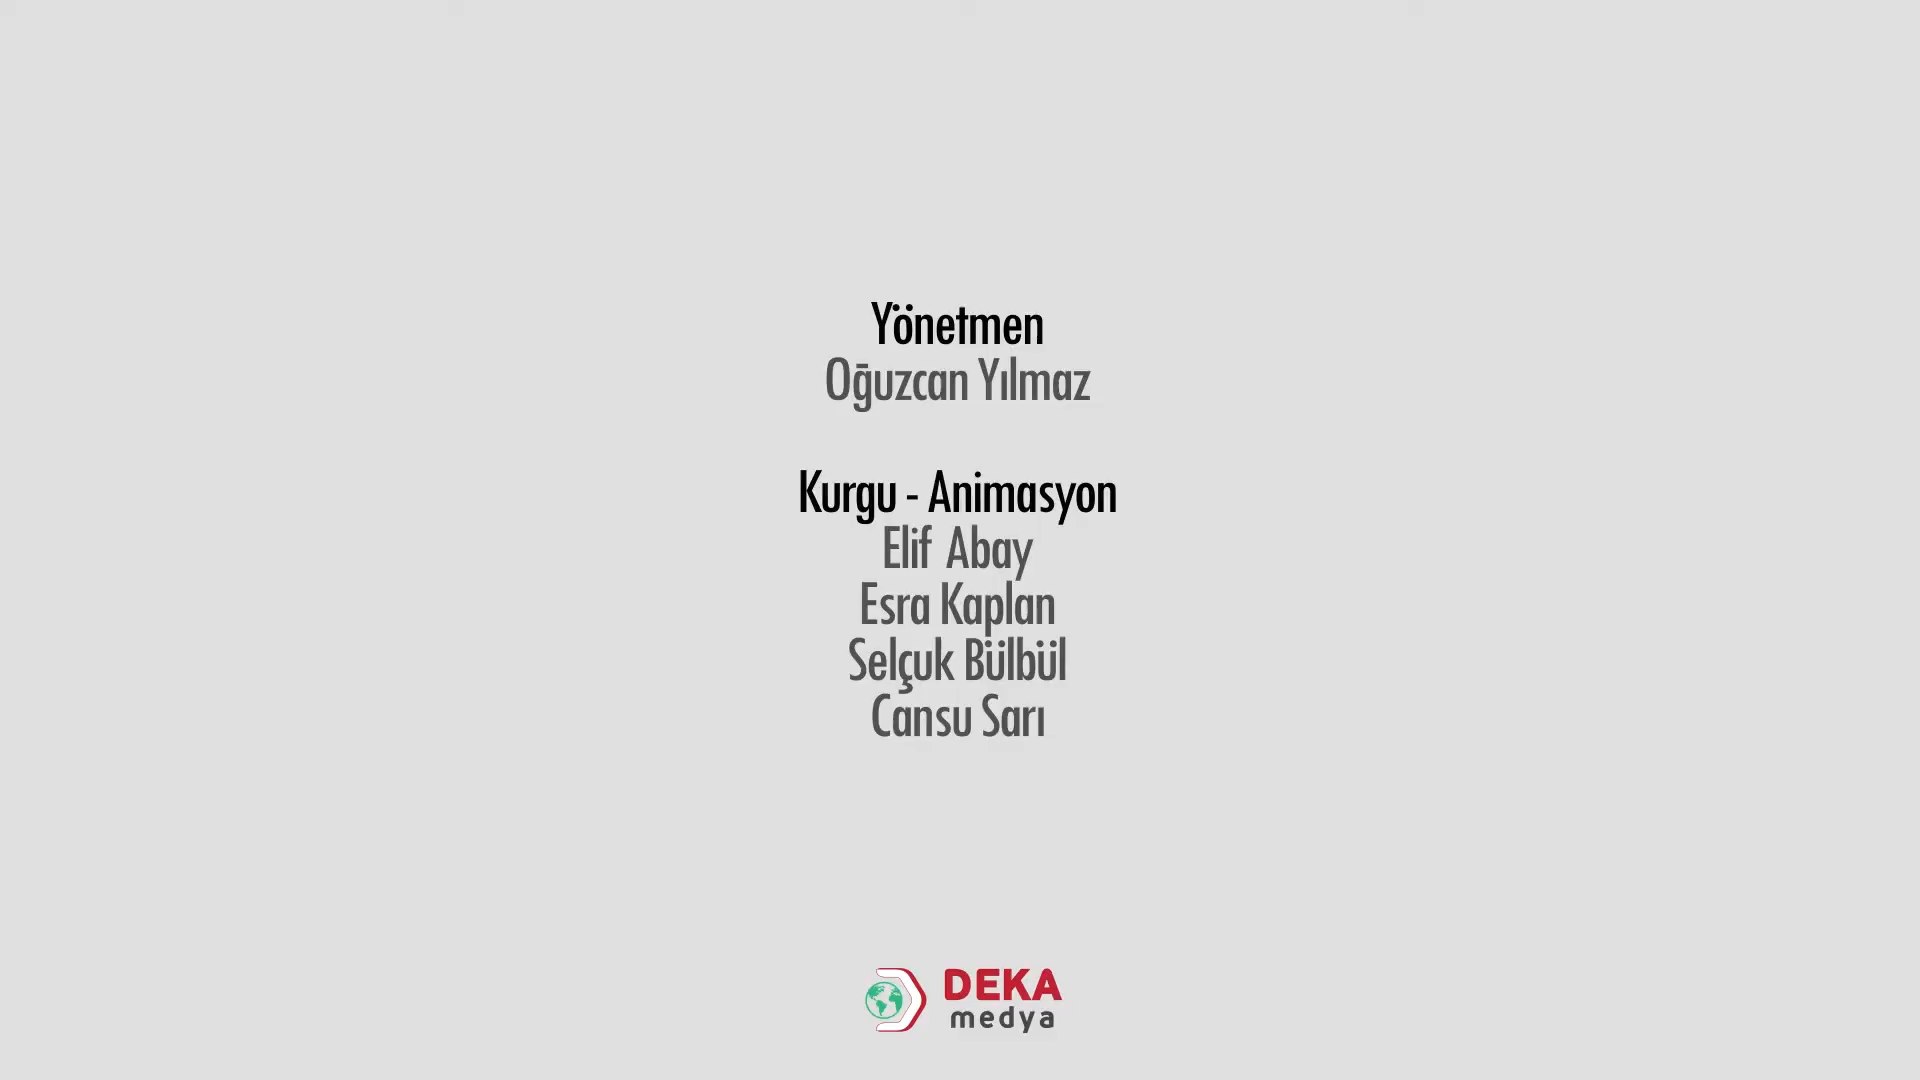 Yönetmen
Oğuzcan Yılmaz
Kurgu - Animasyon
Elif Abay
Esra Kaplan
Selçuk Bülbül
Cansu Sarı
DEKA
medya